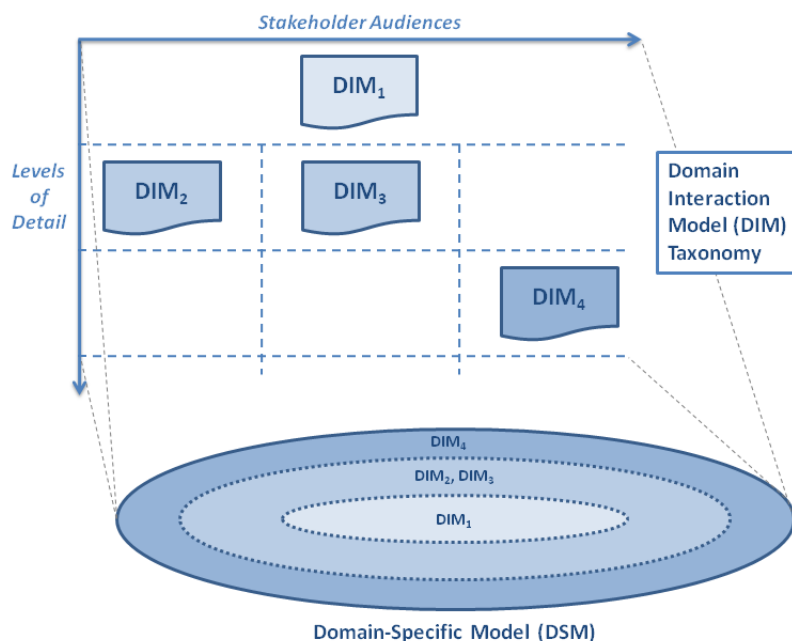 Stakeholder Audiences
DIM₁
Levels
of
Detail
DIM₂
DIM₃
Domain
Interaction
Model (DIM)
Taxonomy
DIM₄
DIM₄
DIM₂, DIM₃
DIM₁
Domain-Specific Model (DSM)